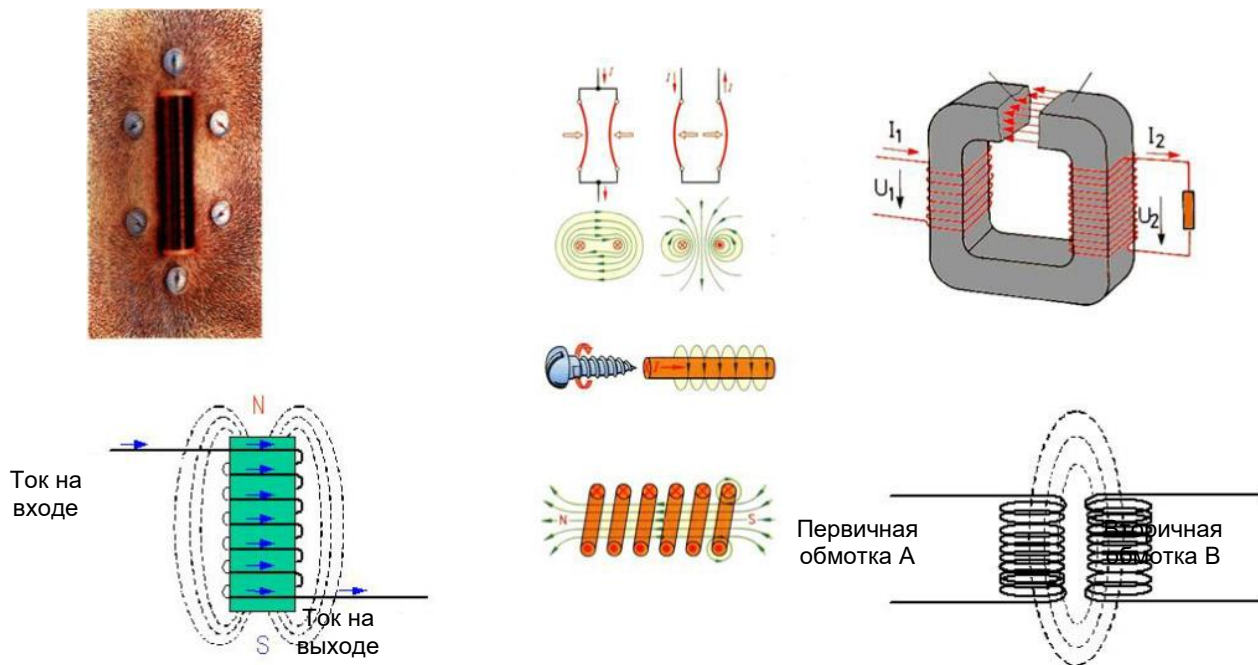 I
I
I
I₁
I₂
U₁
U₂
I
N
Ток на
входе
Ток на
выходе
S
N
S
Первичная
обмотка А
Вторичная
обмотка В